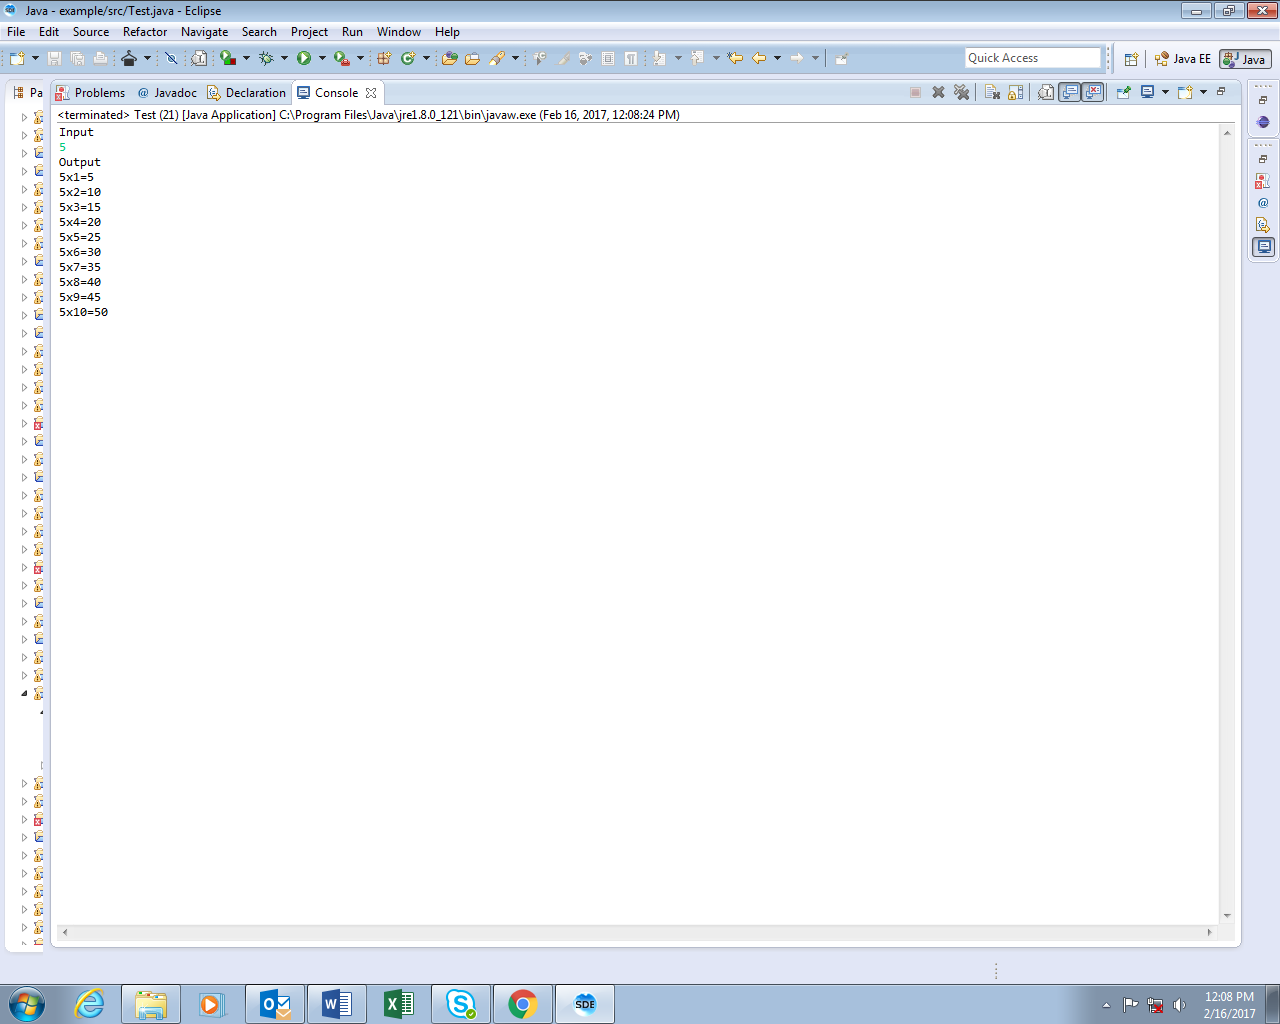 Java - example/src/Test.java - Eclipse
File Edit Source Refactor Navigate Search Project Run Window Help
Quick Access
Java EE
Java
Pa
Problems
@ Javadoc
Declaration
Console
<terminated> Test (21) [Java Application] C:\Program Files\Java\jre1.8.0_121\bin\javaw.exe (Feb 16, 2017, 12:08:24 PM)
Input
5
Output
5x1=5
5x2=10
5x3=15
5x4=20
5x5=25
5x6=30
5x7=35
5x8=40
5x9=45
5x10=50
SDE
12:08 PM
2/16/2017